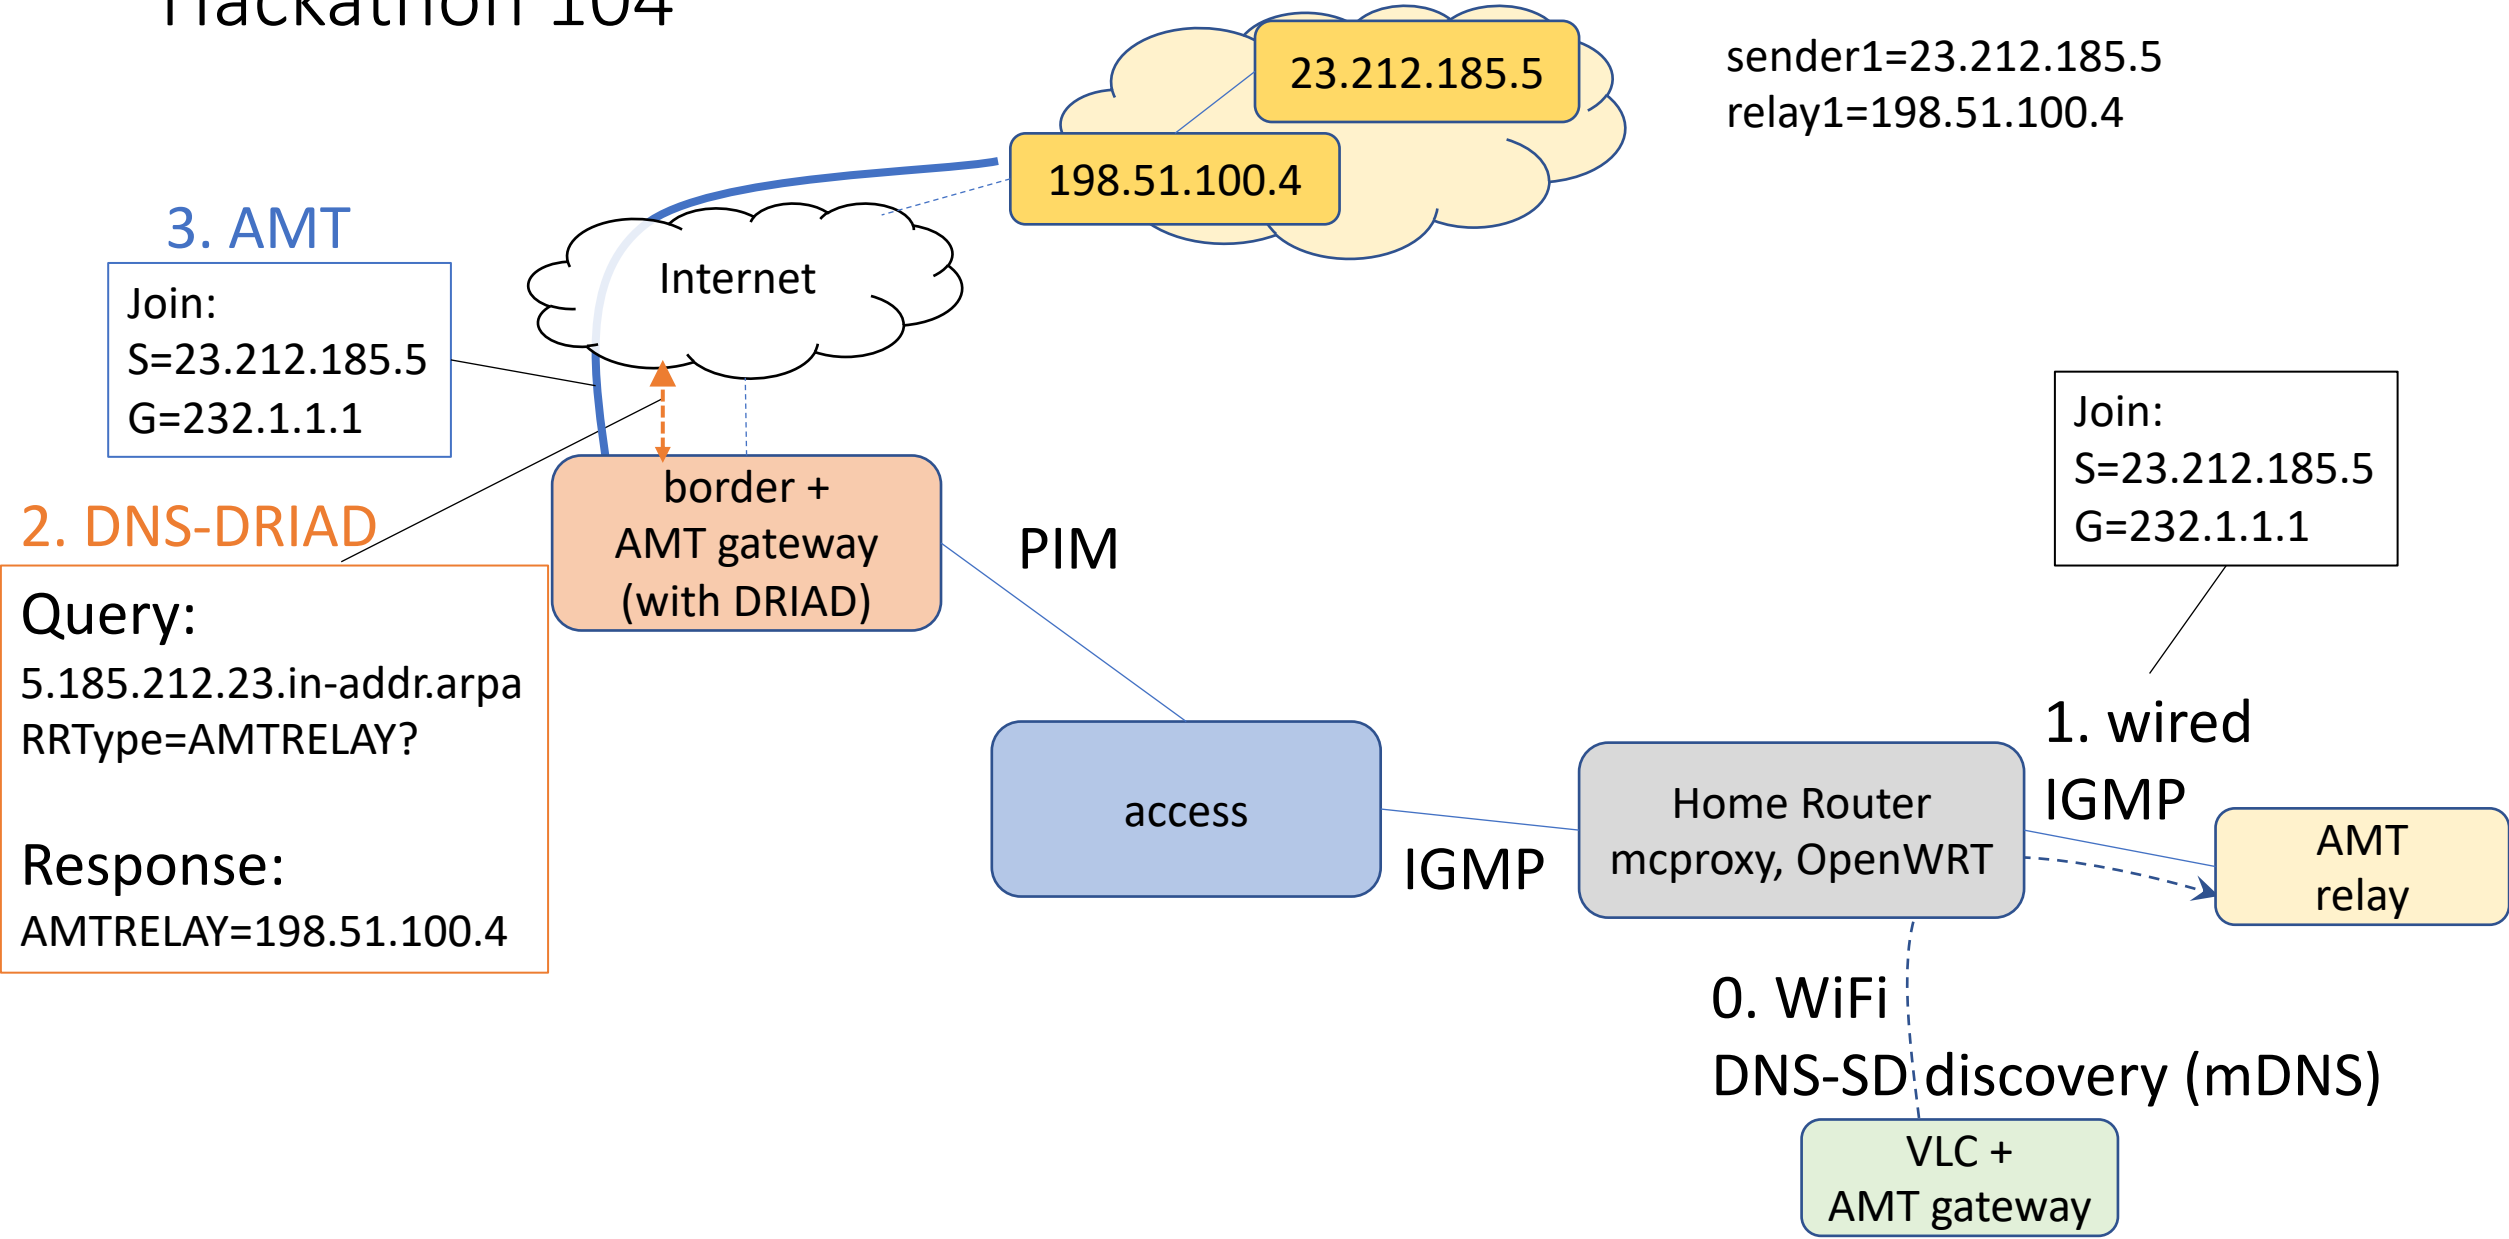 Hackathon 104
23.212.185.5
sender1=23.212.185.5
relay1=198.51.100.4
198.51.100.4
3. AMT
Join:
S=23.212.185.5
G=232.1.1.1
Internet
2. DNS-DRIAD
Query:
5.185.212.23.in-addr.arpa
RRType=AMTRELAY?
Response:
AMTRELAY=198.51.100.4
border +
AMT gateway
(with DRIAD)
PIM
access
IGMP
Home Router
mcproxy, OpenWRT
Join:
S=23.212.185.5
G=232.1.1.1
1. wired
IGMP
AMT
relay
0. WiFi
DNS-SD discovery (mDNS)
VLC +
AMT gateway